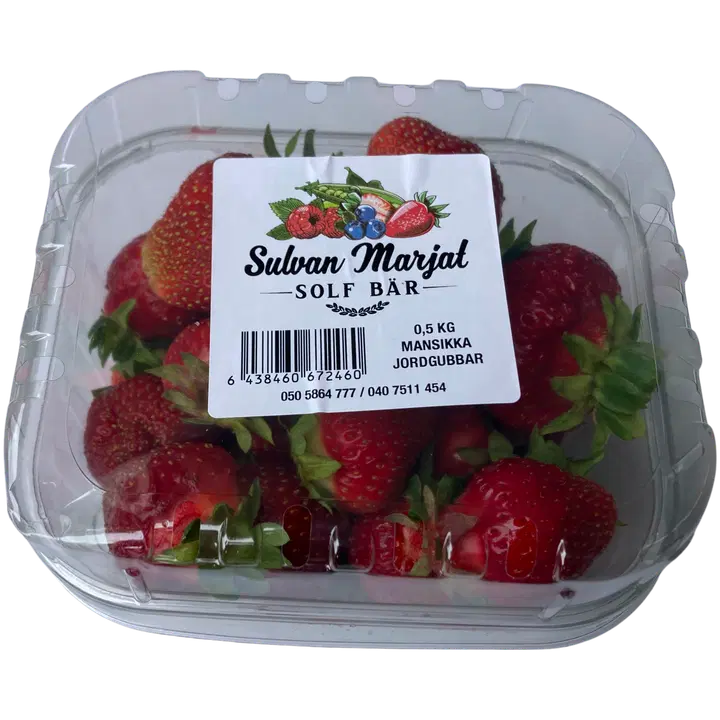 Sulvan Marjat
SOLF BÄR
0,5 KG
MANSIKKA
JORDGUBBAR
6 438460 672460
050 5864 777 / 040 7511 454